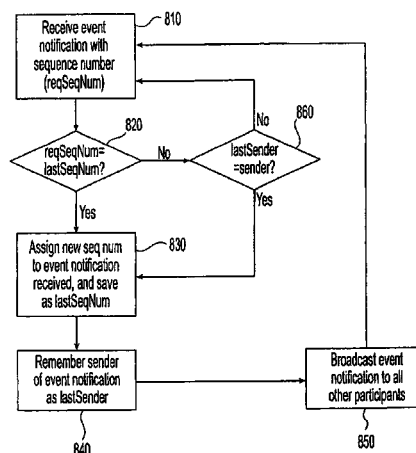 810
Receive event
notification with
sequence number
(reqSeqNum)
820
reqSeqNum=
lastSeqNum?
No
860
No
lastSender
=sender?
Yes
Yes
830
Assign new seq num
to event notification
received, and save
as lastSeqNum
Remember sender
of event notification
as lastSender
840
Broadcast event
notification to all
other participants
850